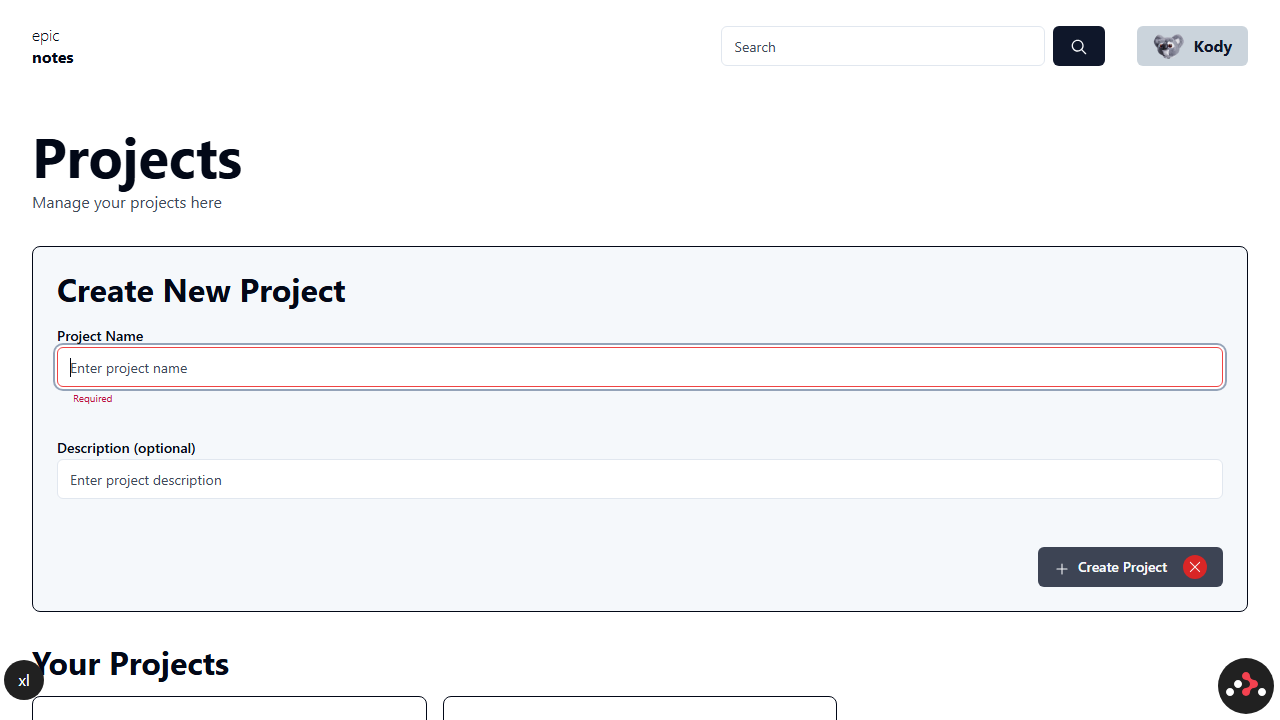 epic
notes
Search
Kody
Projects
Manage your projects here
Create New Project
Project Name
Enter project name
Required
Description (optional)
Enter project description
Create Project
Your Projects
xl